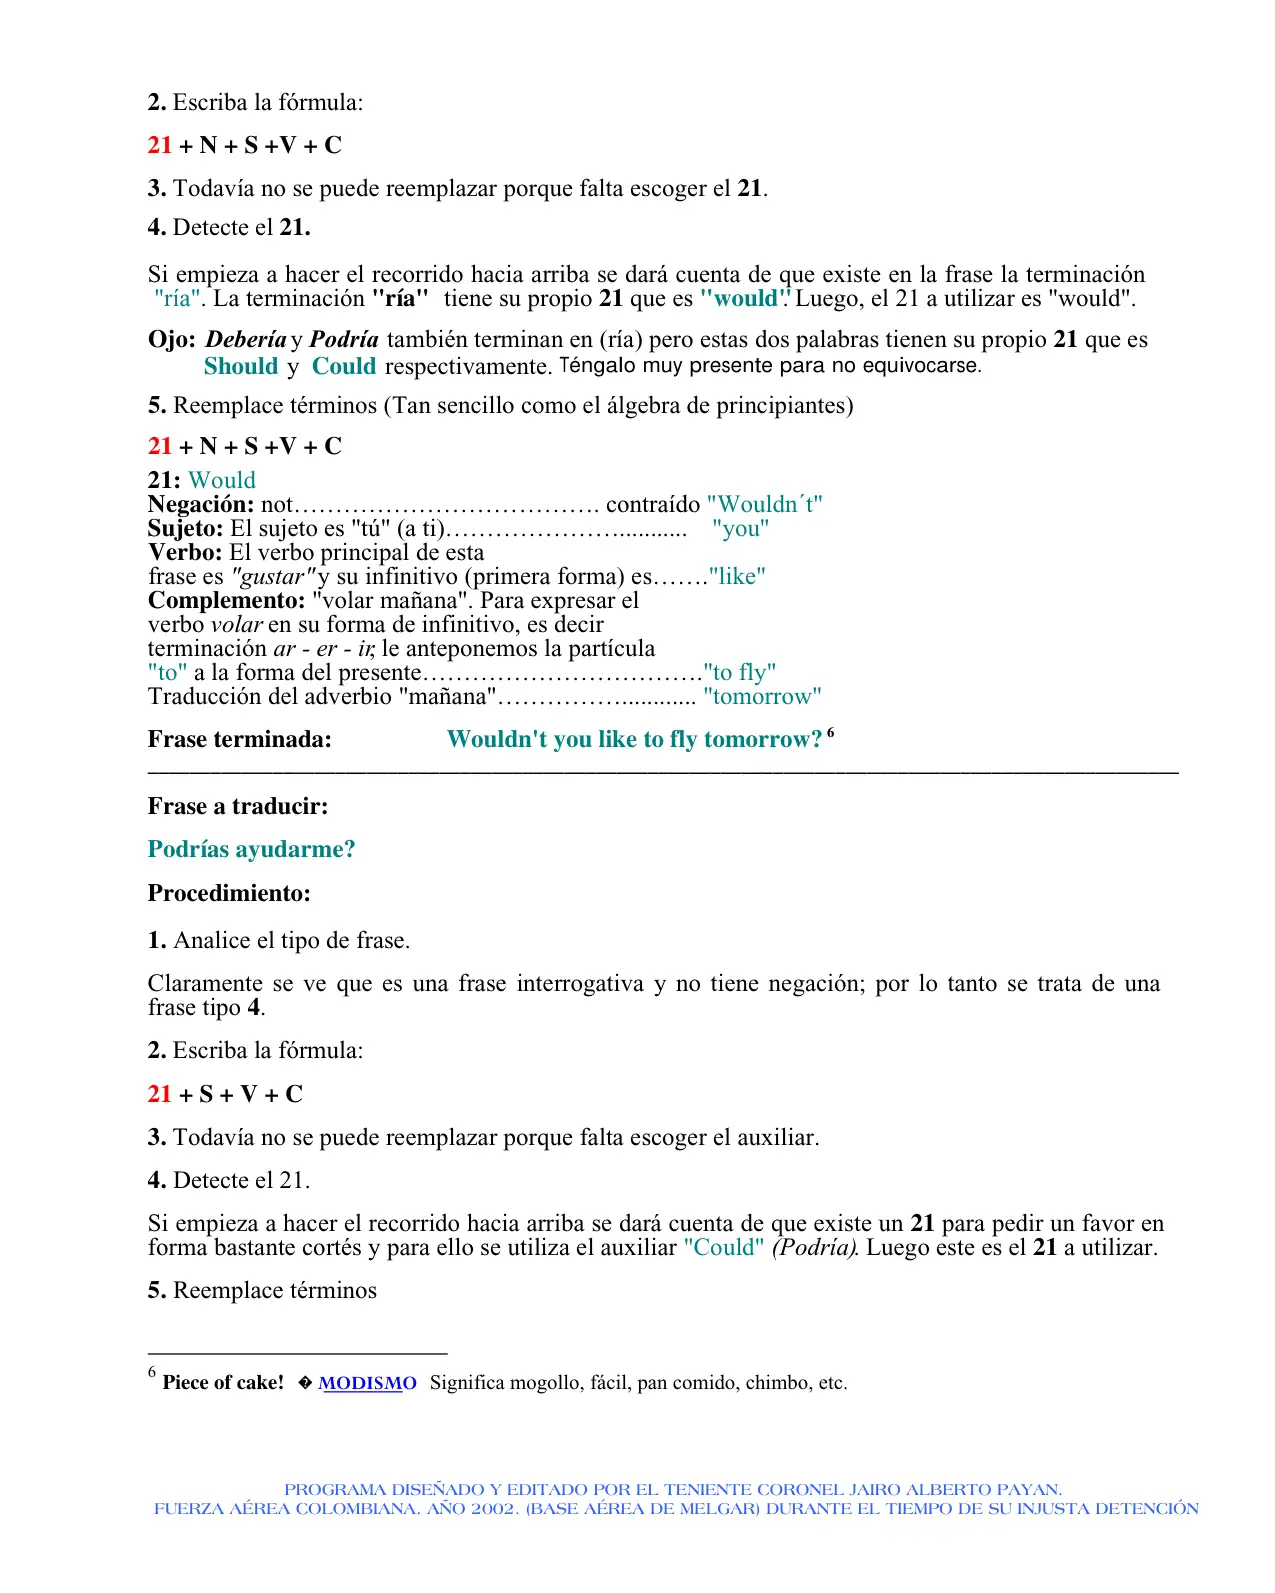 2. Escriba la fórmula:
21 + N + S +V + C
3. Todavía no se puede reemplazar porque falta escoger el 21.
4. Detecte el 21.
Si empieza a hacer el recorrido hacia arriba se dará cuenta de que existe en la frase la terminación
"ría". La terminación "ría" tiene su propio 21 que es "would". Luego, el 21 a utilizar es "would".
Ojo: Debería y Podría también terminan en (ría) pero estas dos palabras tienen su propio 21 que es
Should y Could respectivamente. Téngalo muy presente para no equivocarse.
5. Reemplace términos (Tan sencillo como el álgebra de principiantes)
21 + N + S +V + C
21: Would
Negación: not………………………………. contraído "Wouldn´t"
Sujeto: El sujeto es "tú" (a ti)…………………........... "you"
Verbo: El verbo principal de esta
frase es "gustar" y su infinitivo (primera forma) es…….“like"
Complemento: "volar mañana". Para expresar el
verbo volar en su forma de infinitivo, es decir
terminación ar - er - ir, le anteponemos la partícula
"to" a la forma del presente…………………………….“to fly"
Traducción del adverbio "mañana"……………............ "tomorrow"
Frase terminada: Wouldn't you like to fly tomorrow? 6
Frase a traducir:
Podrías ayudarme?
Procedimiento:
1. Analice el tipo de frase.
Claramente se ve que es una frase interrogativa y no tiene negación; por lo tanto se trata de una
frase tipo 4.
2. Escriba la fórmula:
21 + S + V + C
3. Todavía no se puede reemplazar porque falta escoger el auxiliar.
4. Detecte el 21.
Si empieza a hacer el recorrido hacia arriba se dará cuenta de que existe un 21 para pedir un favor en
forma bastante cortés y para ello se utiliza el auxiliar "Could" (Podría). Luego este es el 21 a utilizar.
5. Reemplace términos
6 Piece of cake! � MODISMO Significa mogollo, fácil, pan comido, chimbo, etc.
PROGRAMA DISEÑADO Y EDITADO POR EL TENIENTE CORONEL JAIRO ALBERTO PAYAN.
FUERZA AÉREA COLOMBIANA. AÑO 2002. (BASE AÉREA DE MELGAR) DURANTE EL TIEMPO DE SU INJUSTA DETENCIÓN